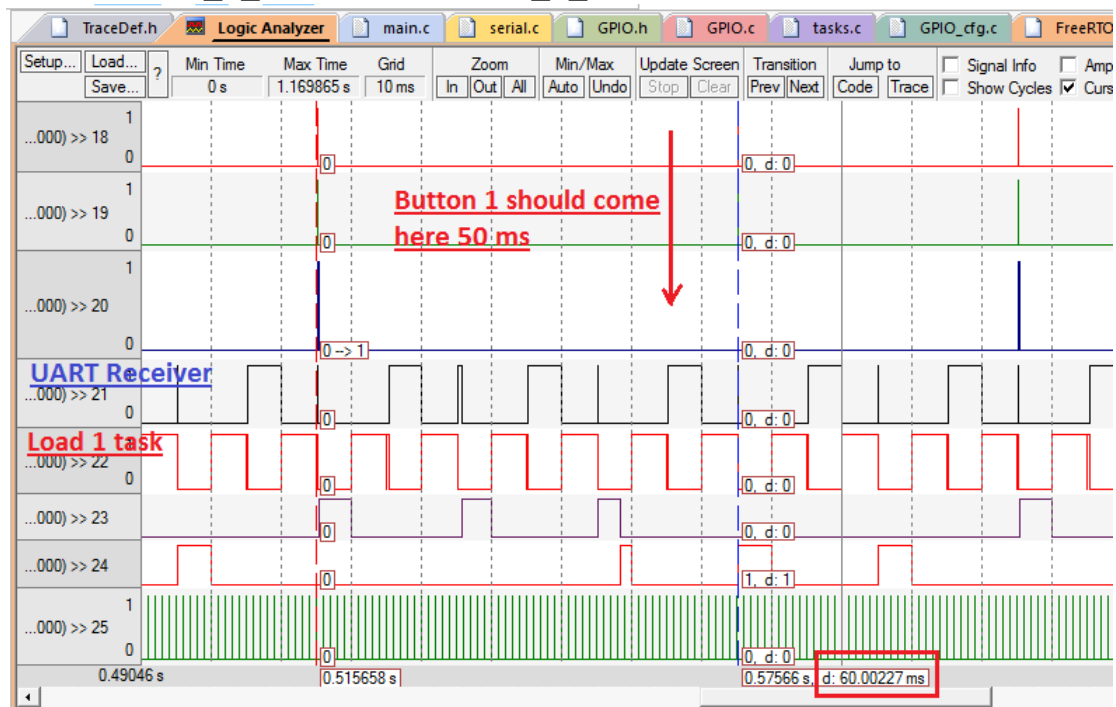 TraceDef.h Logic Analyzer main.c serial.c GPIO.h GPIO.c tasks.c GPIO_cfg.c FreeRTO
Setup... Load... ? Min Time Max Time Grid Zoom Min/Max Update Screen Transition Jump to Signal Info Amp
Save... 0 s 1.169865 s 10 ms In Out All Auto Undo Stop Clear Prev Next Code Trace Show Cycles Curs
1
...000) >> 18
0 0 0, d: 0
1
...000) >> 19
0 0 0, d: 0
Button 1 should come
here 50 ms
1
...000) >> 20
0 0 --> 1 0, d: 0
UART Receiver
...000) >> 21
0 0 0, d: 0
Load 1 task
...000) >> 22
0 0 0, d: 0
...000) >> 23
0 0, d: 0
...000) >> 24
0 1, d: 1
1
...000) >> 25
0 0 0, d: 0
0.49046 s 0.515658 s 0.57566 s, d: 60.00227 ms